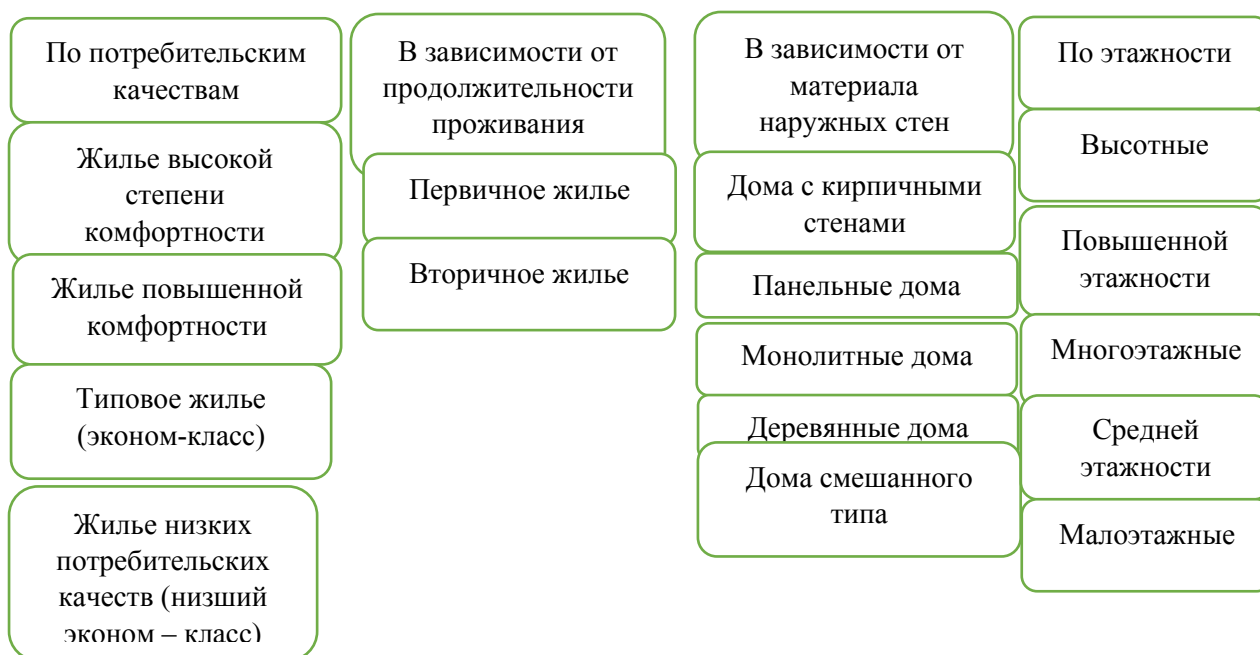 По потребительским
качествам
Жилье высокой
степени
комфортности
Жилье повышенной
комфортности
Типовое жилье
(эконом-класс)
Жилье низких
потребительских
качеств (низший
эконом – класс)
В зависимости от
продолжительности
проживания
Первичное жилье
Вторичное жилье
В зависимости от
материала
наружных стен
Дома с кирпичными
стенами
Панельные дома
Монолитные дома
Деревянные дома
Дома смешанного
типа
По этажности
Высотные
Повышенной
этажности
Многоэтажные
Средней
этажности
Малоэтажные